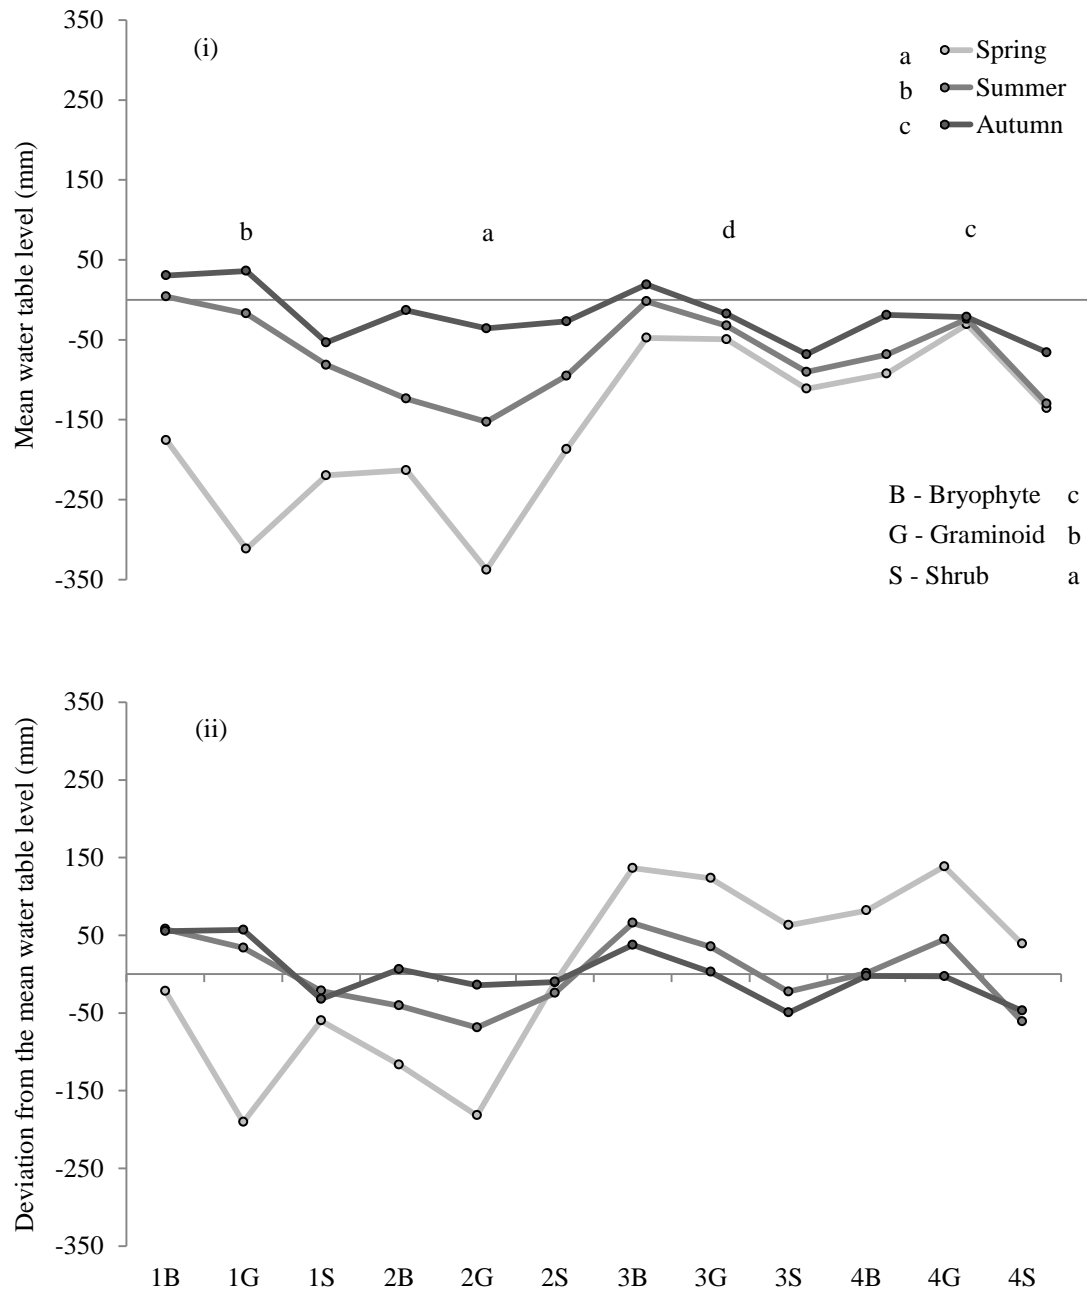 350
(i)
a Spring
250
b Summer
c Autumn
150
b a d c
50
-50
-150
-250
B - Bryophyte c
G - Graminoid b
-350
S - Shrub a
Mean water table level (mm)
350
(ii)
250
150
50
-50
-150
-250
-350
Deviation from the mean water table level (mm)
1B 1G 1S 2B 2G 2S 3B 3G 3S 4B 4G 4S